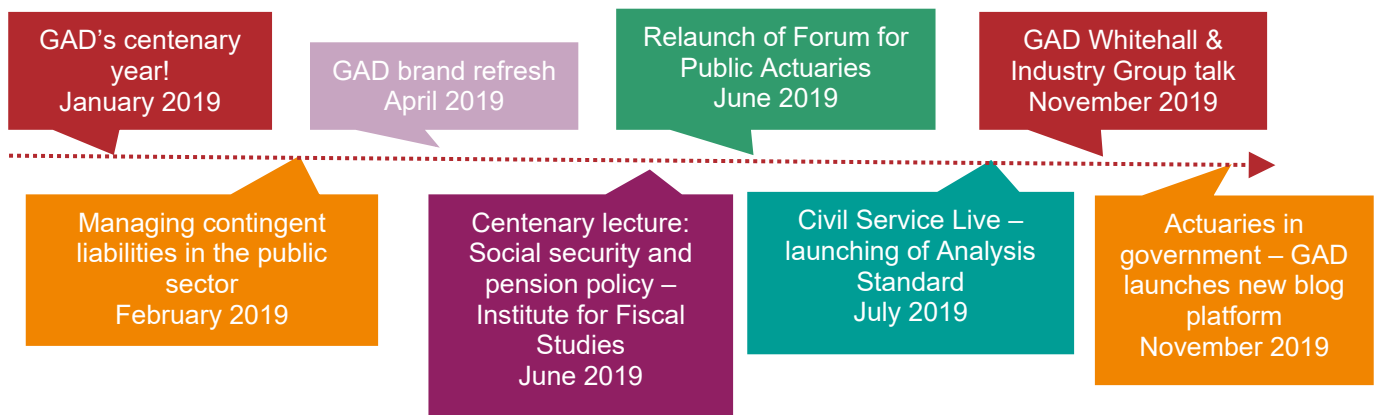 GAD’s centenary
year!
January 2019
GAD brand refresh
April 2019
Relaunch of Forum for
Public Actuaries
June 2019
GAD Whitehall &
Industry Group talk
November 2019
Managing contingent
liabilities in the public
sector
February 2019
Centenary lecture:
Social security and
pension policy –
Institute for Fiscal
Studies
June 2019
Civil Service Live –
launching of Analysis
Standard
July 2019
Actuaries in
government – GAD
launches new blog
platform
November 2019